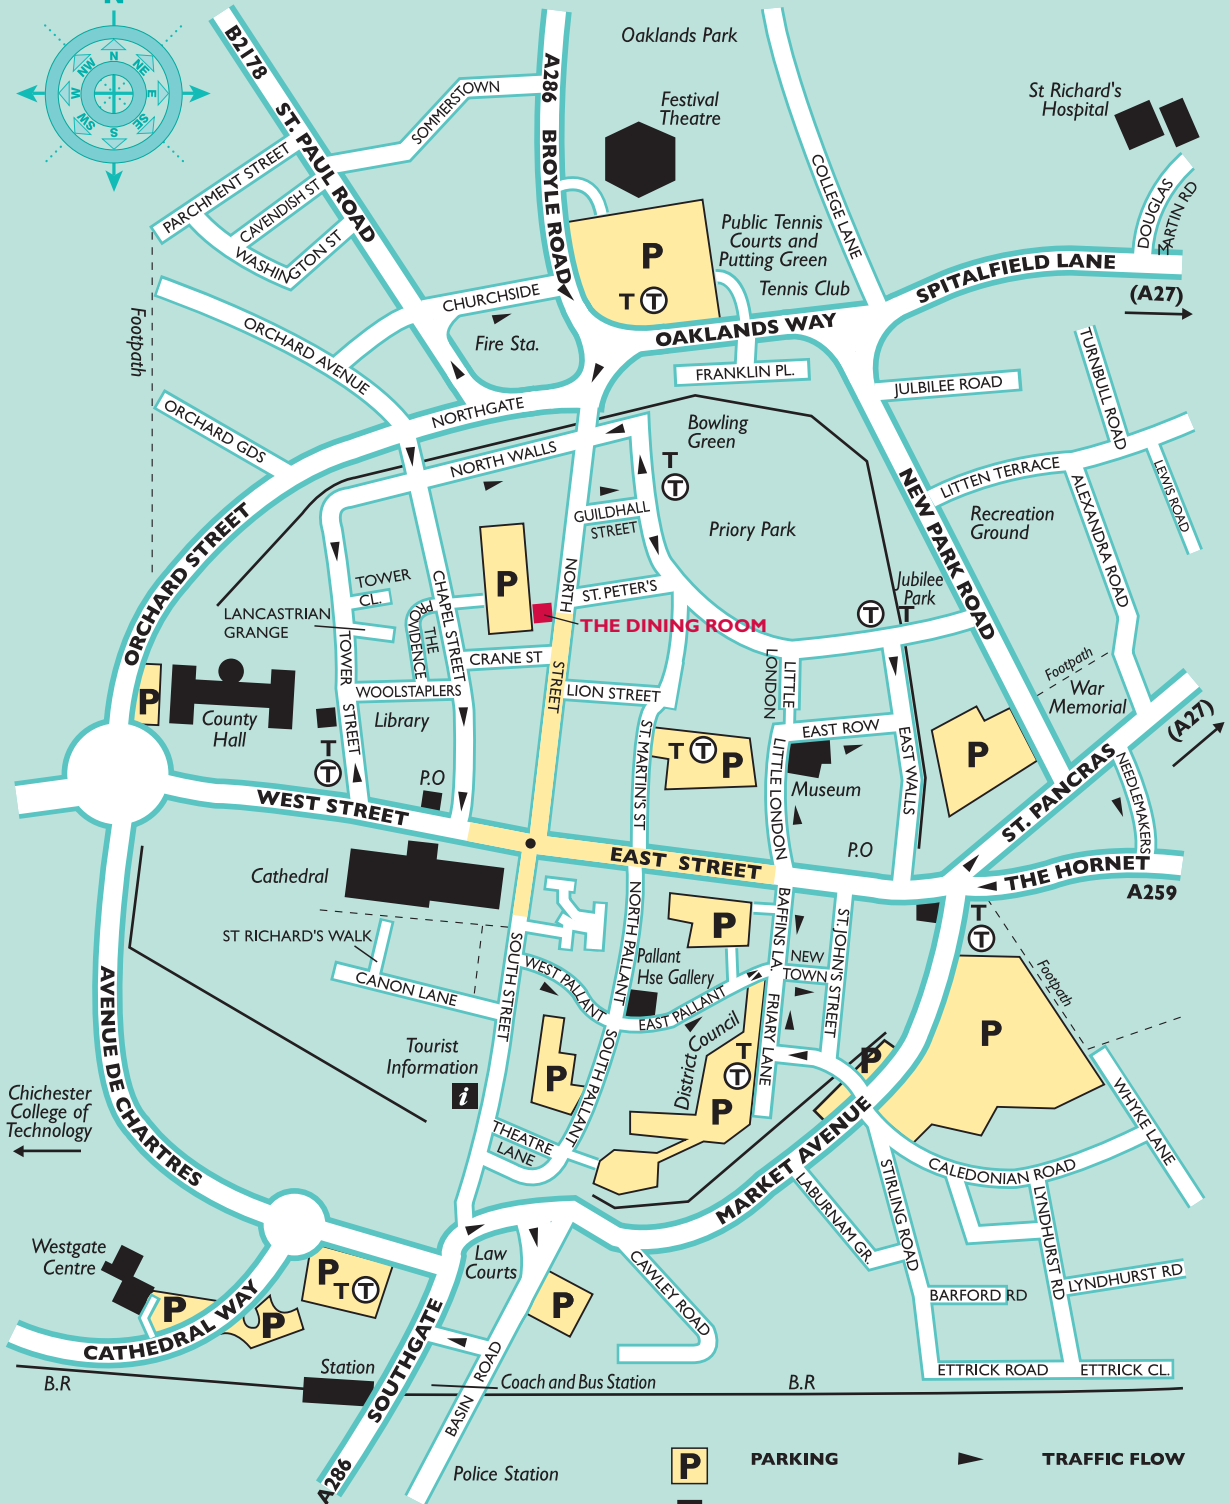 N
N
NE
E
SE
S
SW
W
NW
B2178
ST. PAUL ROAD
A286
BROYLE ROAD
Oaklands Park
Festival
Theatre
St Richard's
Hospital
SOMMERSTOWN
PARCHMENT STREET
CAVENDISH ST
WASHINGTON ST
COLLEGE LANE
DOUGLAS
MARTIN RD
P
T T
Public Tennis
Courts and
Putting Green
Tennis Club
SPITALFIELD LANE
(A27)
CHURCHSIDE
Fire Sta.
Footpath
ORCHARD AVENUE
OAKLANDS WAY
FRANKLIN PL.
JULBILEE ROAD
TURNBULL ROAD
ORCHARD GDS
NORTHGATE
NORTH WALLS
Bowling
Green
T
T
LITTEN TERRACE
LEWIS ROAD
ALEXANDRA ROAD
NEW PARK ROAD
Recreation
Ground
GUILDHALL
STREET
Priory Park
ORCHARD STREET
TOWER
CL.
LANCASTRIAN
GRANGE
CHAPEL STREET
THE
PROVIDENCE
P
NORTH
STREET
ST. PETER'S
THE DINING ROOM
Jubilee
Park
T T
Footpath
War
Memorial
(A27)
TOWER
STREET
CRANE ST
WOOLSTAPLERS
LION STREET
LITTLE
LONDON
P
County
Hall
Library
T
T
P.O
ST. MARTIN'S ST
T T P
LITTLE LONDON
EAST ROW
Museum
EAST WALLS
P
ST. PANCRAS
NEEDLEMAKERS
WEST STREET
EAST STREET
P.O
THE HORNET
A259
Cathedral
T
T
ST RICHARD'S WALK
CANON LANE
SOUTH STREET
WEST PALLANT
NORTH PALLANT
Pallant
Hse Gallery
EAST PALLANT
P
BAFFINS LA.
NEW
TOWN
ST. JOHN'S STREET
FRIARY LANE
Footpath
P
AVENUE DE CHARTRES
Tourist
Information
i
P
SOUTH PALLANT
District Council
T
T
P
P
Chichester
College of
Technology
THEATRE
LANE
MARKET AVENUE
WHYKE LANE
CALEDONIAN ROAD
STIRLING ROAD
LABURNAM GR.
LYNDHURST RD
LYNDHURST RD
Westgate
Centre
P
P
P T T
CATHEDRAL WAY
Law
Courts
P
CAWLEY ROAD
BARFORD RD
ETTRICK ROAD
ETTRICK CL.
B.R
Station
SOUTHGATE
A286
BASIN ROAD
Coach and Bus Station
B.R
Police Station
P
PARKING
TRAFFIC FLOW